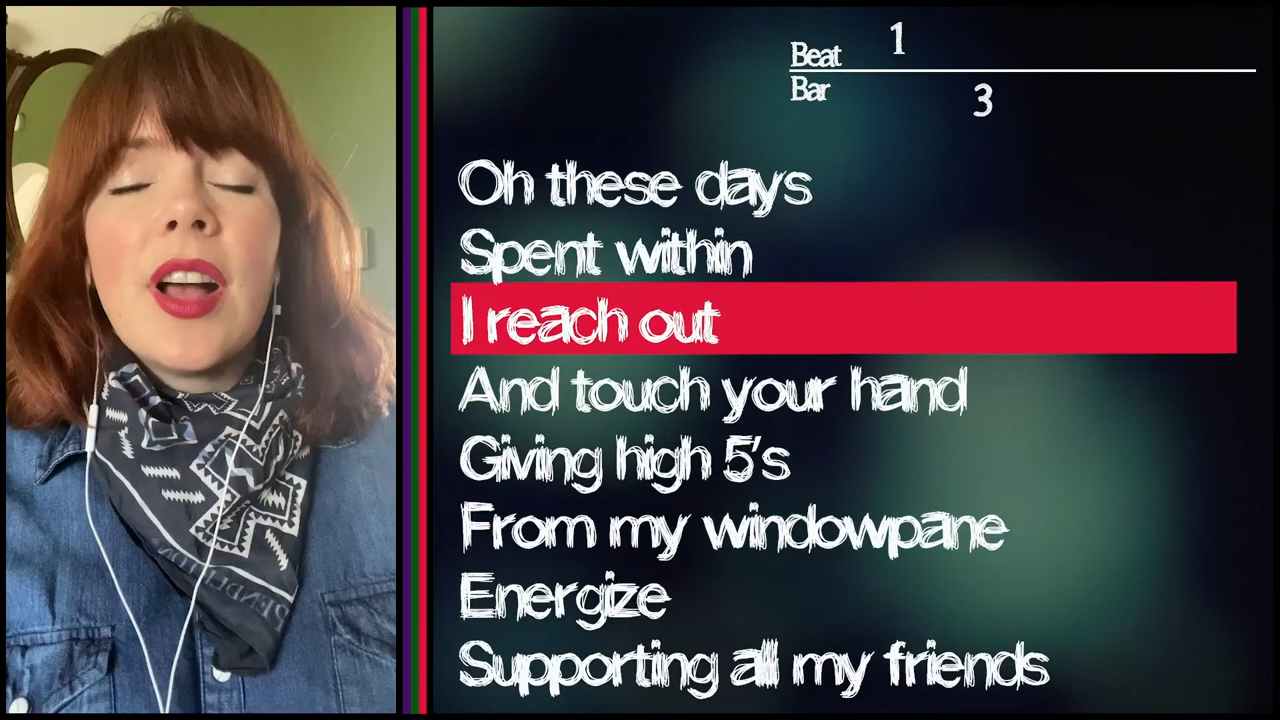 Beat 1
Bar 3
Oh these days
Spent within
I reach out
And touch your hand
Giving high 5's
From my windowpane
Energize
Supporting all my friends
PENDLETON